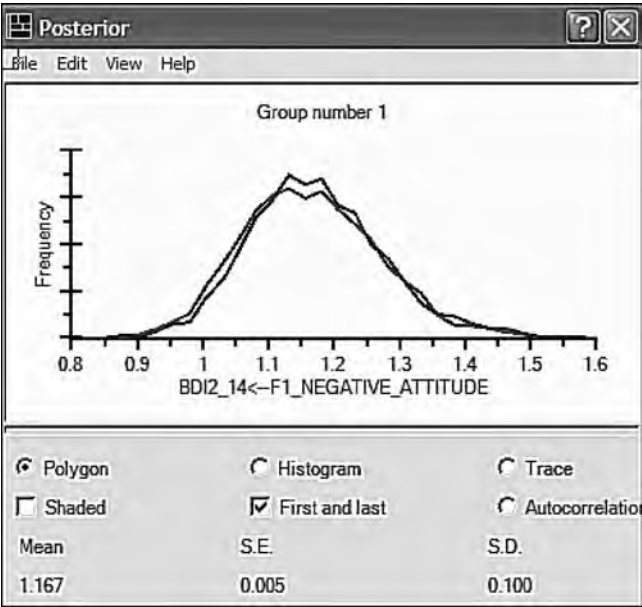 Posterior
File Edit View Help
Group number 1
Frequency
0.8 0.9 1 1.1 1.2 1.3 1.4 1.5 1.6
BDI2_14<--F1_NEGATIVE_ATTITUDE
Polygon Histogram Trace
Shaded First and last Autocorrelation
Mean S.E. S.D.
1.167 0.005 0.100